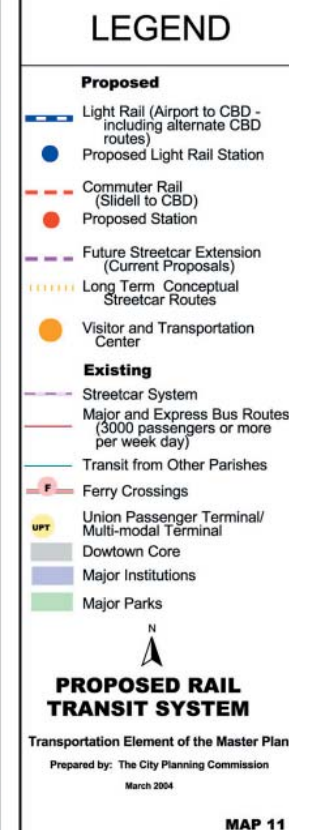 LEGEND
Proposed
Light Rail (Airport to CBD -
including alternate CBD
routes)
Proposed Light Rail Station
Commuter Rail
(Slidell to CBD)
Proposed Station
Future Streetcar Extension
(Current Proposals)
Long Term Conceptual
Streetcar Routes
Visitor and Transportation
Center
Existing
Streetcar System
Major and Express Bus Routes
(3000 passengers or more
per week day)
Transit from Other Parishes
F
Ferry Crossings
UPT
Union Passenger Terminal/
Multi-modal Terminal
Dowtown Core
Major Institutions
Major Parks
N
PROPOSED RAIL
TRANSIT SYSTEM
Transportation Element of the Master Plan
Prepared by: The City Planning Commission
March 2004
MAP 11